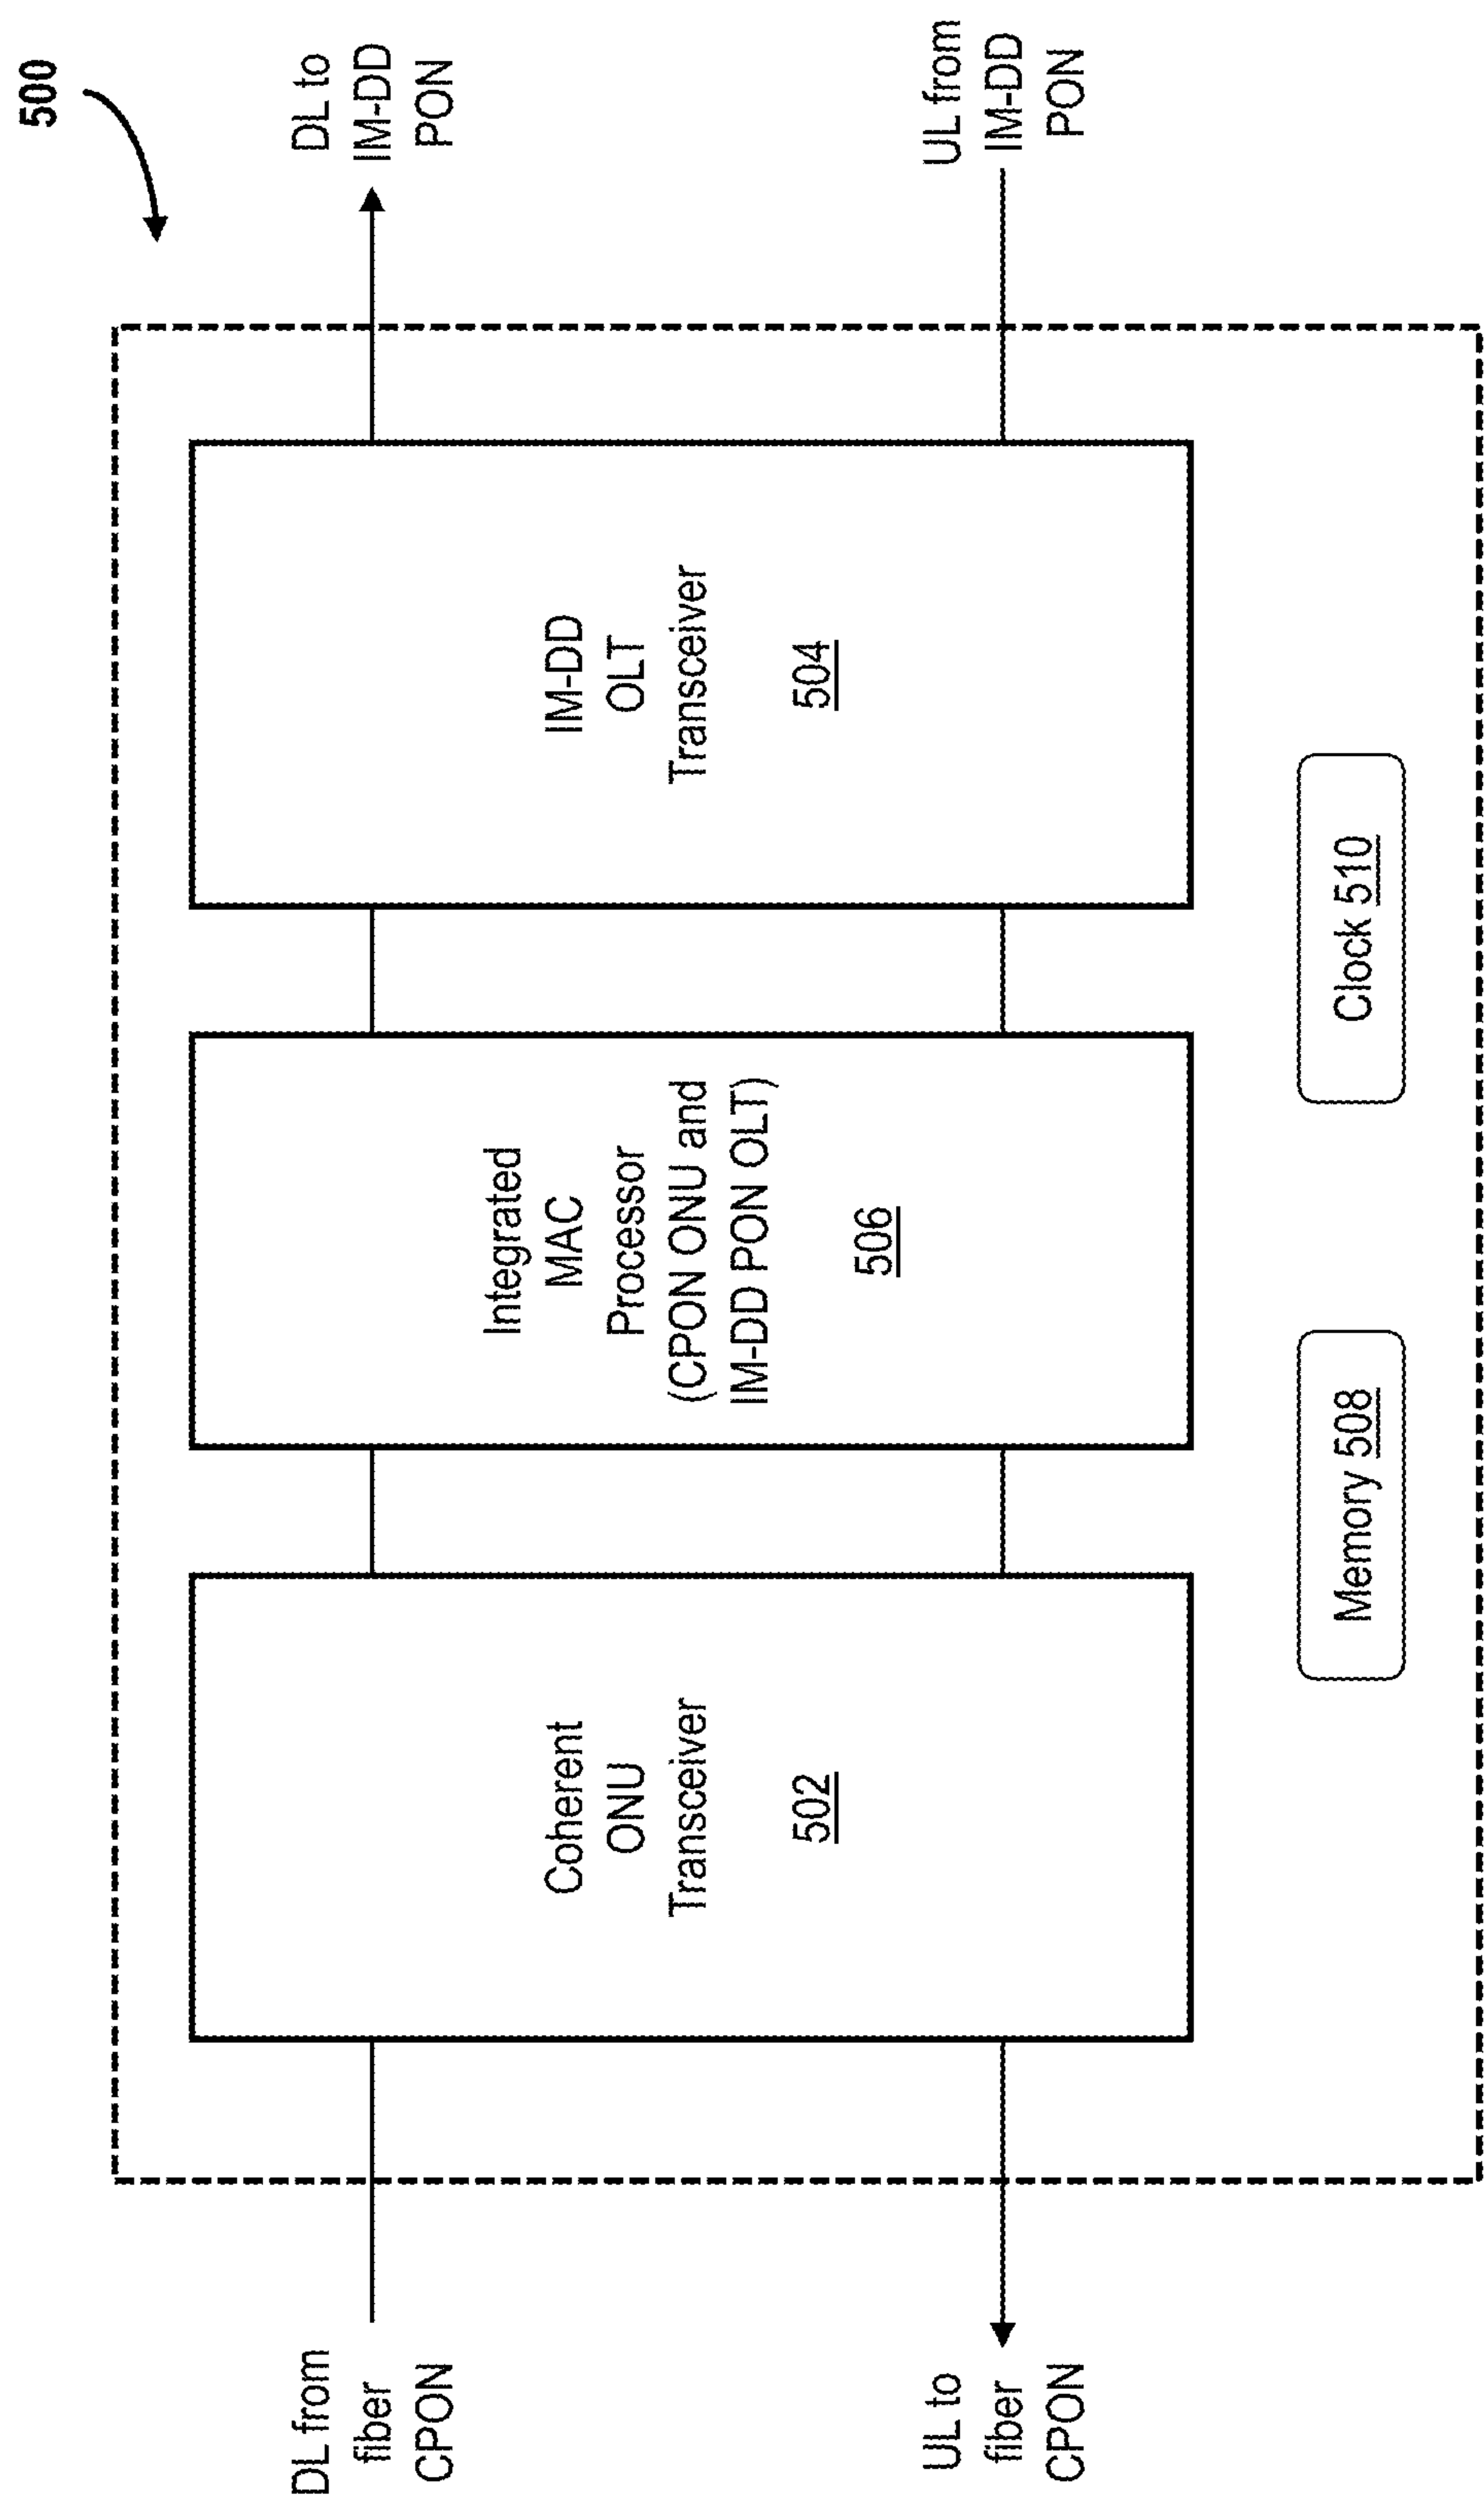 500
DL from
fiber
CPON
DL to
IM-DD
PON
Coherent
ONU
Transceiver
502
Integrated
MAC
Processor
(CPON ONU and
IM-DD PON OLT)
506
IM-DD
OLT
Transceiver
504
UL to
fiber
CPON
UL from
IM-DD
PON
Memory 508
Clock 510